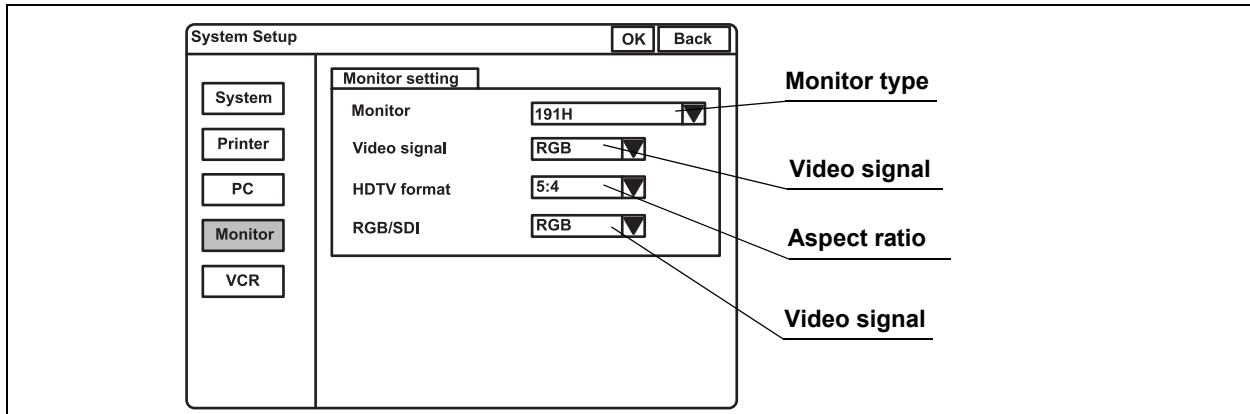 System Setup OK Back
System
Printer
PC
Monitor
VCR
Monitor setting
Monitor 191H
Video signal RGB
HDTV format 5:4
RGB/SDI RGB
Monitor type
Video signal
Aspect ratio
Video signal